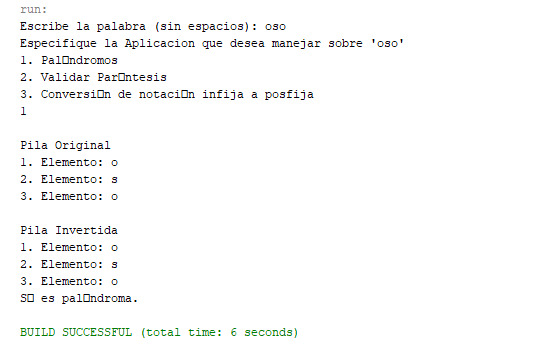 run:
Escribe la palabra (sin espacios): oso
Especifique la Aplicacion que desea manejar sobre 'oso'
1. Pal▯ndromos
2. Validar Par▯ntesis
3. Conversi▯n de notaci▯n infija a posfija
1
Pila Original
1. Elemento: o
2. Elemento: s
3. Elemento: o
Pila Invertida
1. Elemento: o
2. Elemento: s
3. Elemento: o
S▯ es pal▯ndroma.
BUILD SUCCESSFUL (total time: 6 seconds)